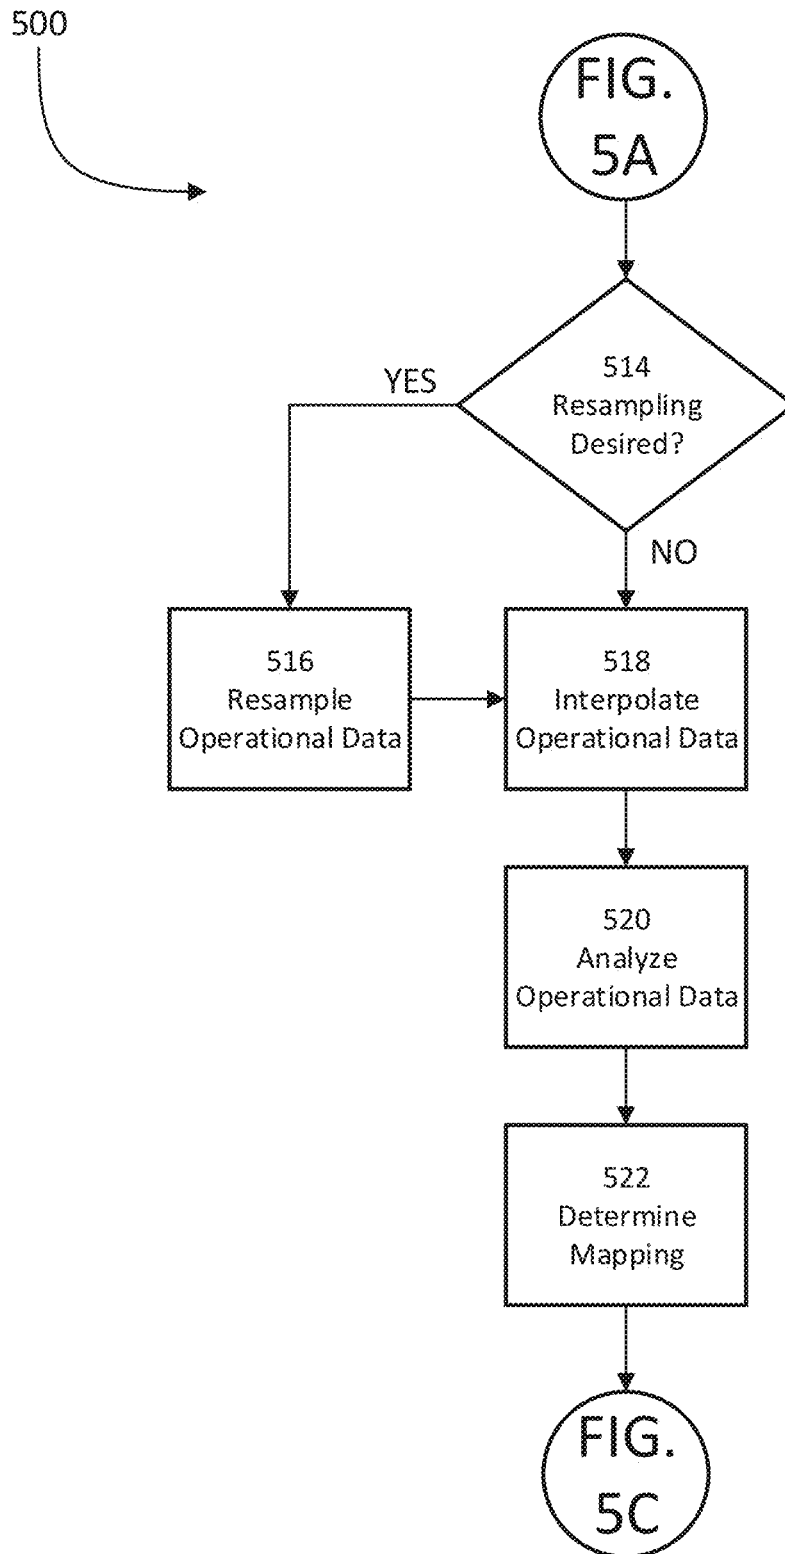 500
FIG.
5A
514
Resampling
Desired?
YES
NO
516
Resample
Operational Data
518
Interpolate
Operational Data
520
Analyze
Operational Data
522
Determine
Mapping
FIG.
5C